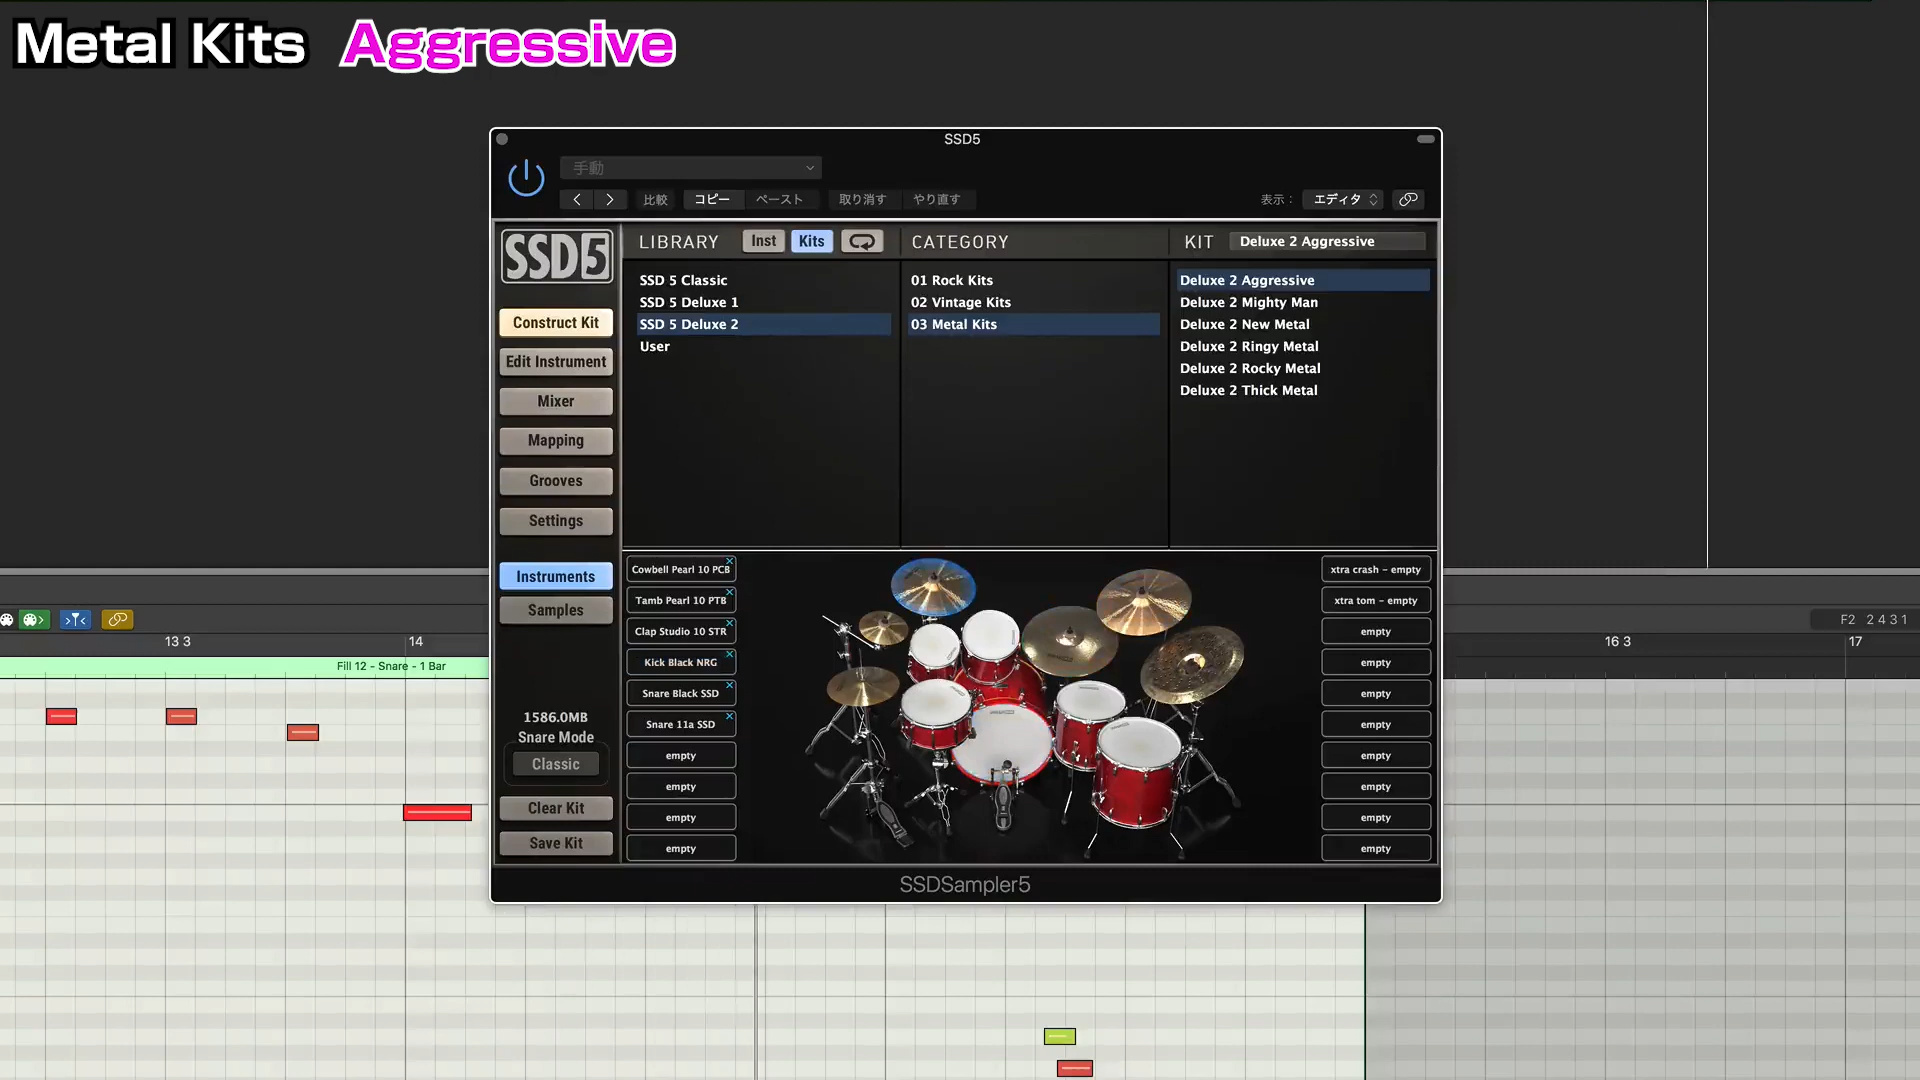 Metal Kits Aggressive
SSD5
手動
比較 コピー ペースト 取り消す やり直す 表示： エディタ
SSD5 LIBRARY Inst Kits CATEGORY KIT Deluxe 2 Aggressive
SSD 5 Classic
SSD 5 Deluxe 1
SSD 5 Deluxe 2
User
01 Rock Kits
02 Vintage Kits
03 Metal Kits
Deluxe 2 Aggressive
Deluxe 2 Mighty Man
Deluxe 2 New Metal
Deluxe 2 Ringy Metal
Deluxe 2 Rocky Metal
Deluxe 2 Thick Metal
Construct Kit
Edit Instrument
Mixer
Mapping
Grooves
Settings
Instruments
Samples
1586.0MB
Snare Mode
Classic
Clear Kit
Save Kit
Cowbell Pearl 10 PCB
Tamb Pearl 10 PTB
Clap Studio 10 STR
Kick Black NRG
Snare Black SSD
Snare 11a SSD
empty
empty
empty
empty
xtra crash - empty
xtra tom - empty
empty
empty
empty
empty
empty
empty
empty
empty
SSDSampler5
F2 2 4 3 1
13 3 14 16 3 17
Fill 12 - Snare - 1 Bar